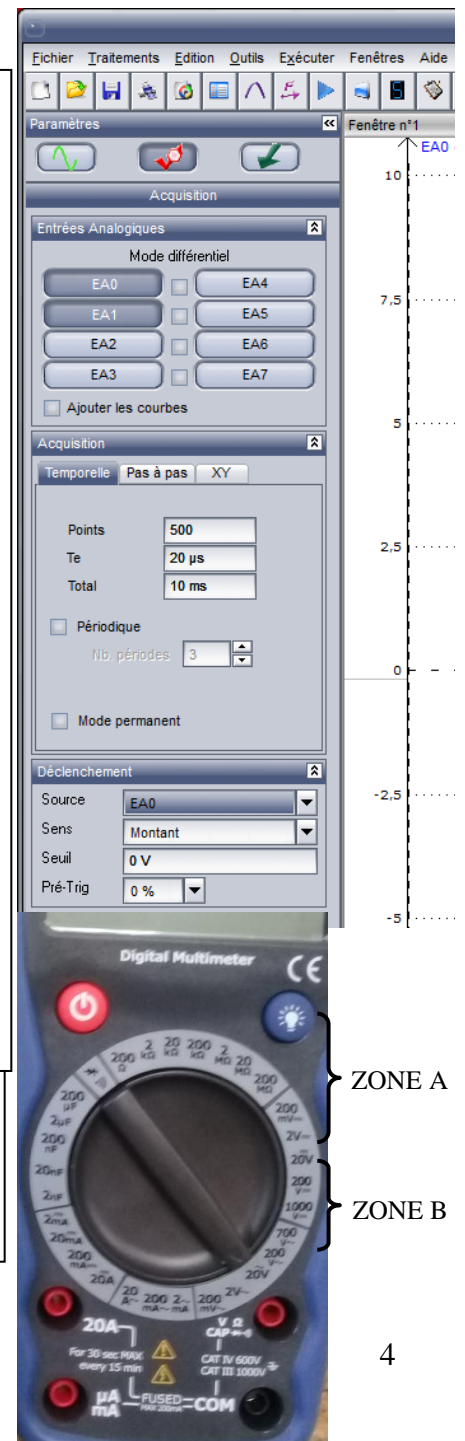 Fichier Traitements Edition Outils Exécuter Fenêtres Aide
Paramètres
Acquisition
Entrées Analogiques
Mode différentiel
EA0 EA4
EA1 EA5
EA2 EA6
EA3 EA7
Ajouter les courbes
Acquisition
Temporelle Pas à pas XY
Points 500
Te 20 µs
Total 10 ms
Périodique
Nb. périodes 3
Mode permanent
Déclenchement
Source EA0
Sens Montant
Seuil 0 V
Pré-Trig 0 %
Fenêtre n°1
EA0
10
7,5
5
2,5
0
-2,5
-5
Digital Multimeter CE
200 Ω
2 kΩ
20 kΩ
200 kΩ
2 MΩ
20 MΩ
200 MΩ
200 mV
2V
20V
200 V
1000 V
700 V~
200 V~
20V
2V~
200 mV~
2~ mA
200 mA~
20 A~
20A
200 mA
20mA
2mA
2nF
20nF
200 nF
2µF
200 µF
20A
For 30 sec MAX
every 15 min
V Ω
CAP
CAT IV 600V
CAT III 1000V
µA
mA
FUSED
MAX 200mA
COM
ZONE A
ZONE B
4